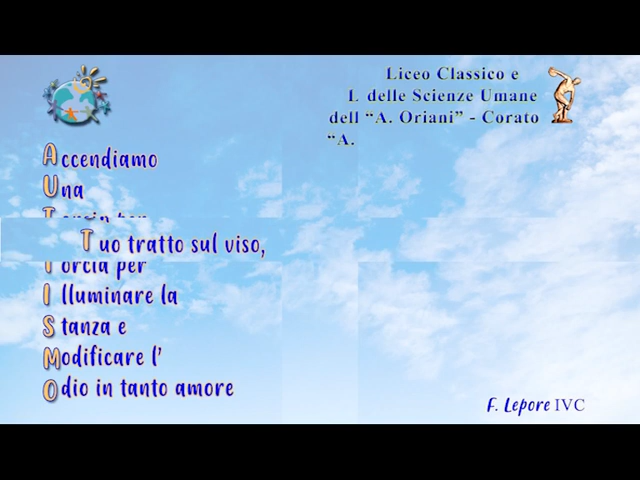 Liceo Classico e
L delle Scienze Umane
dell “A. Oriani” - Corato
“A.
Accendiamo
Una
Tuo tratto sul viso,
Torcia per
Illuminare la
Stanza e
Modificare l'
Odio in tanto amore
F. Lepore IVC